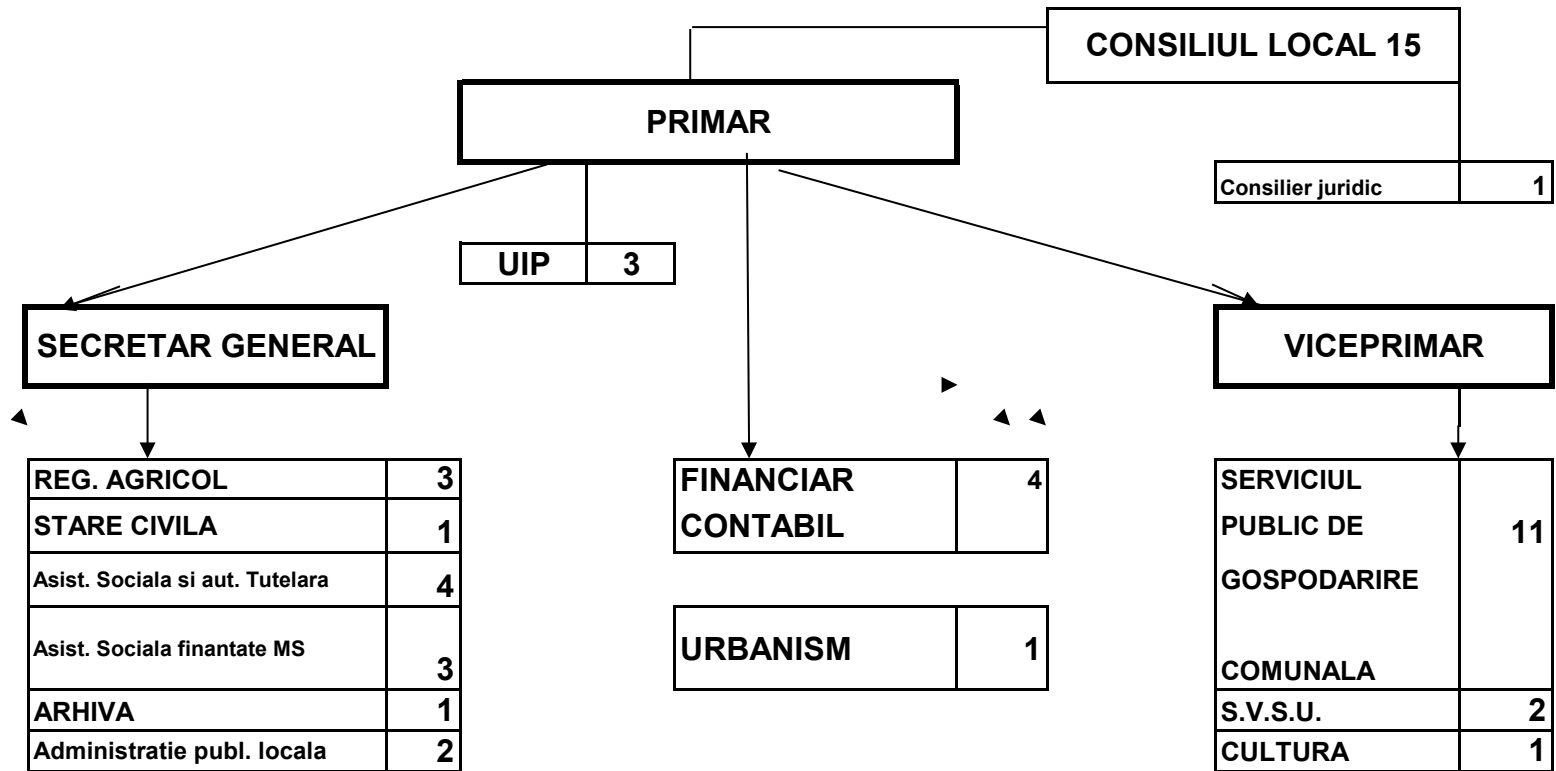 CONSILIUL LOCAL 15
PRIMAR
Consilier juridic 1
UIP 3
SECRETAR GENERAL
VICEPRIMAR
REG. AGRICOL 3
STARE CIVILA 1
Asist. Sociala si aut. Tutelara 4
Asist. Sociala finantate MS 3
ARHIVA 1
Administratie publ. locala 2
FINANCIAR 4
CONTABIL
URBANISM 1
SERVICIUL
PUBLIC DE 11
GOSPODARIRE
COMUNALA
S.V.S.U. 2
CULTURA 1